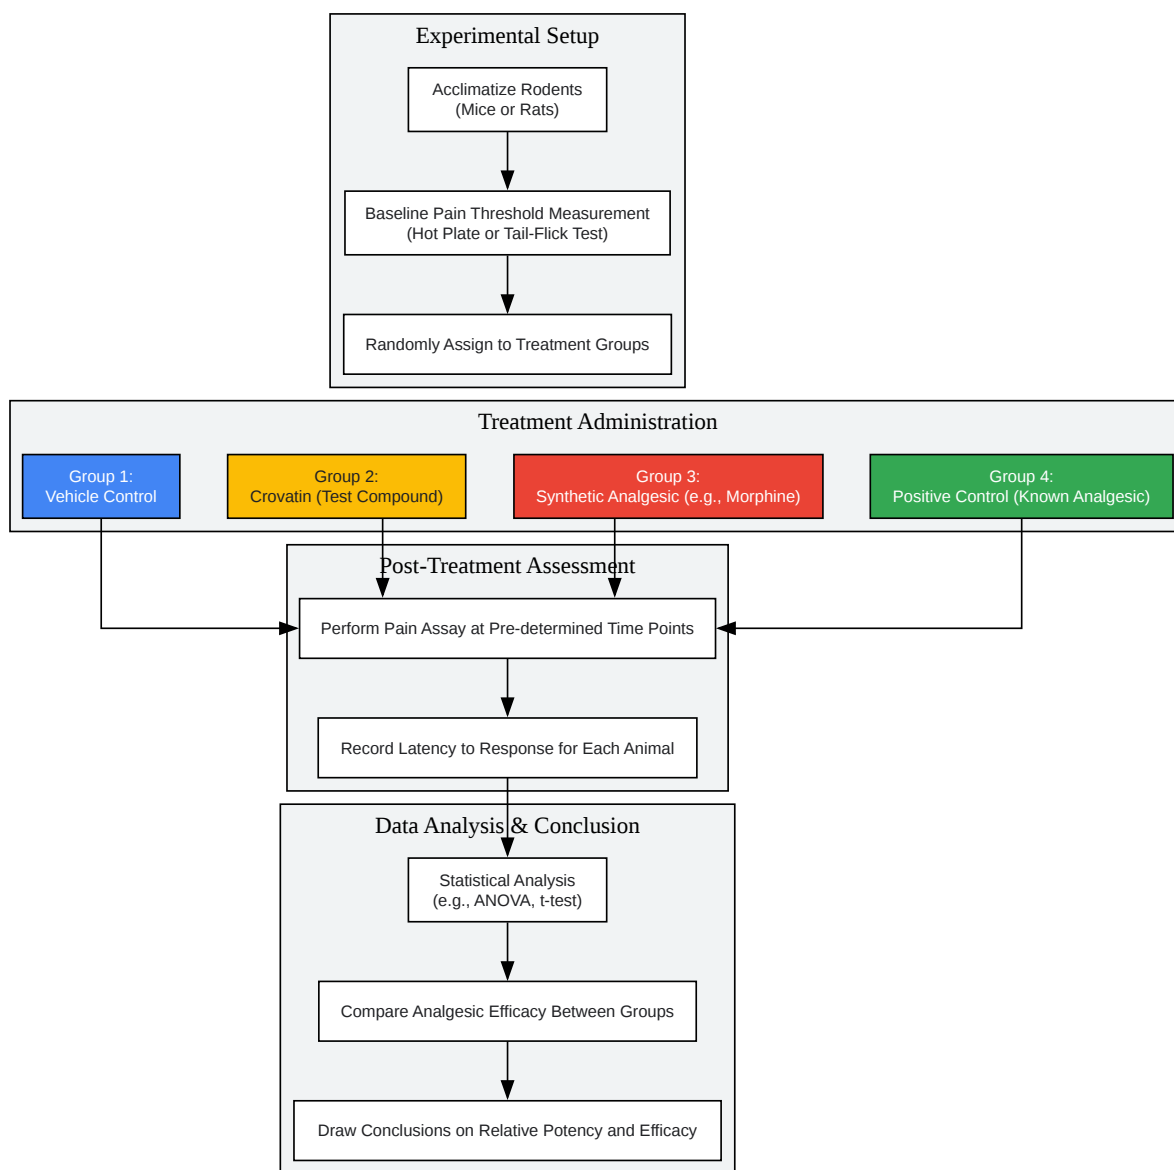 Experimental Setup
Acclimatize Rodents
(Mice or Rats)
Baseline Pain Threshold Measurement
(Hot Plate or Tail-Flick Test)
Randomly Assign to Treatment Groups
Treatment Administration
Group 1:
Vehicle Control
Group 2:
Crovatin (Test Compound)
Group 3:
Synthetic Analgesic (e.g., Morphine)
Group 4:
Positive Control (Known Analgesic)
Post-Treatment Assessment
Perform Pain Assay at Pre-determined Time Points
Record Latency to Response for Each Animal
Data Analysis & Conclusion
Statistical Analysis
(e.g., ANOVA, t-test)
Compare Analgesic Efficacy Between Groups
Draw Conclusions on Relative Potency and Efficacy